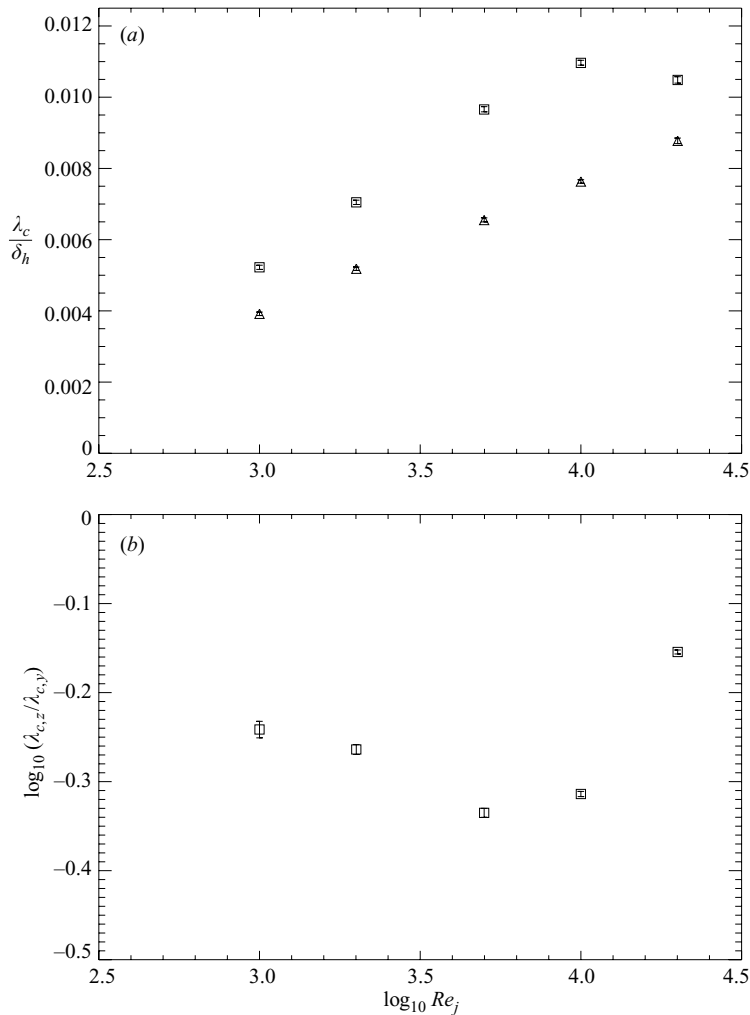 (a)
0.012
0.010
0.008
0.006
0.004
0.002
0
λc
δh
2.5 3.0 3.5 4.0 4.5
(b)
0
–0.1
–0.2
–0.3
–0.4
–0.5
log10 (λc,z/λc,y)
2.5 3.0 3.5 4.0 4.5
log10 Rej